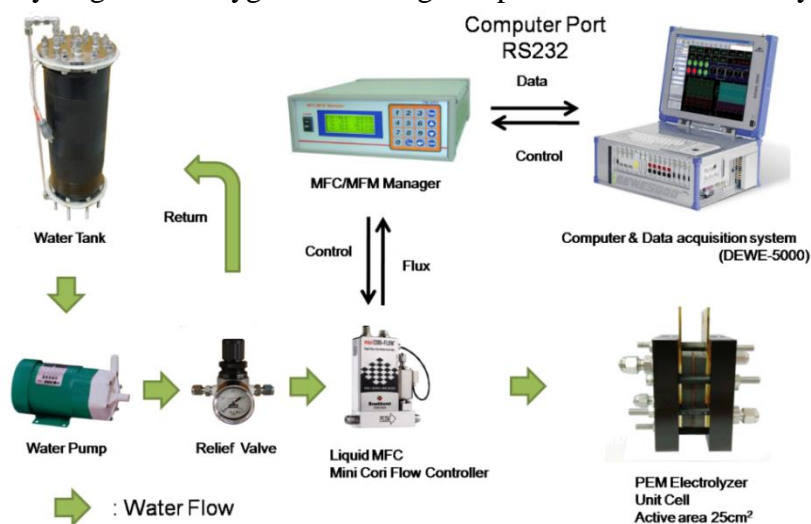 Computer Port
RS232
Data
Control
MFC/MFM Manager
Computer & Data acquisition system
(DEWE-5000)
Water Tank
Return
Control
Flux
Water Pump
Relief Valve
Liquid MFC
Mini Cori Flow Controller
PEM Electrolyzer
Unit Cell
Active area 25cm²
: Water Flow